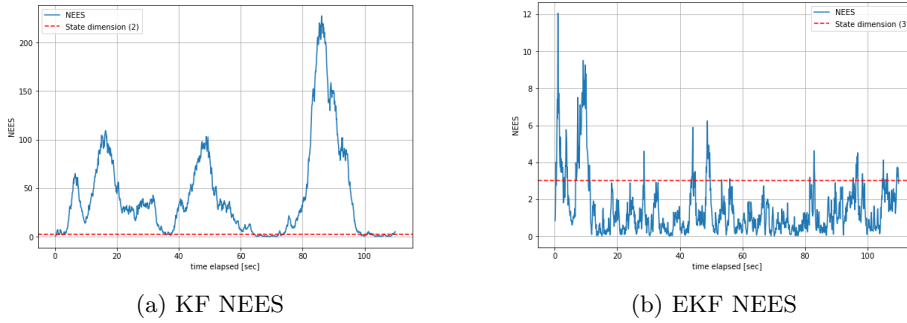 NEES
State dimension (2)
200
150
100
50
0
NEES
0
20
40
60
80
100
time elapsed [sec]
(a) KF NEES
NEES
State dimension (3
12
10
8
6
4
2
0
NEES
0
20
40
60
80
100
time elapsed [sec]
(b) EKF NEES